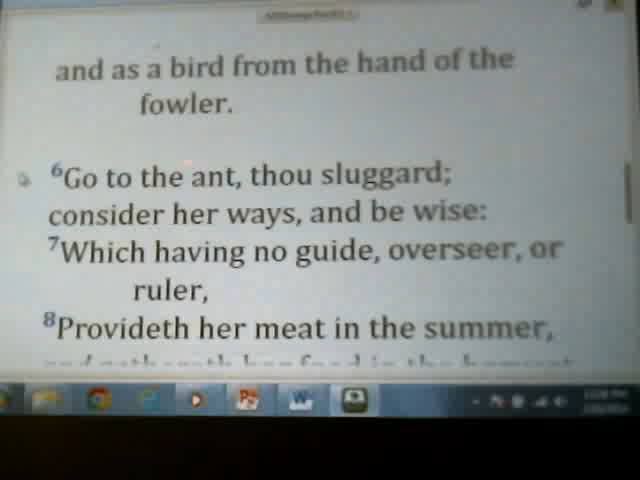 and as a bird from the hand of the
fowler.
6Go to the ant, thou sluggard;
consider her ways, and be wise:
7Which having no guide, overseer, or
ruler,
8Provideth her meat in the summer,